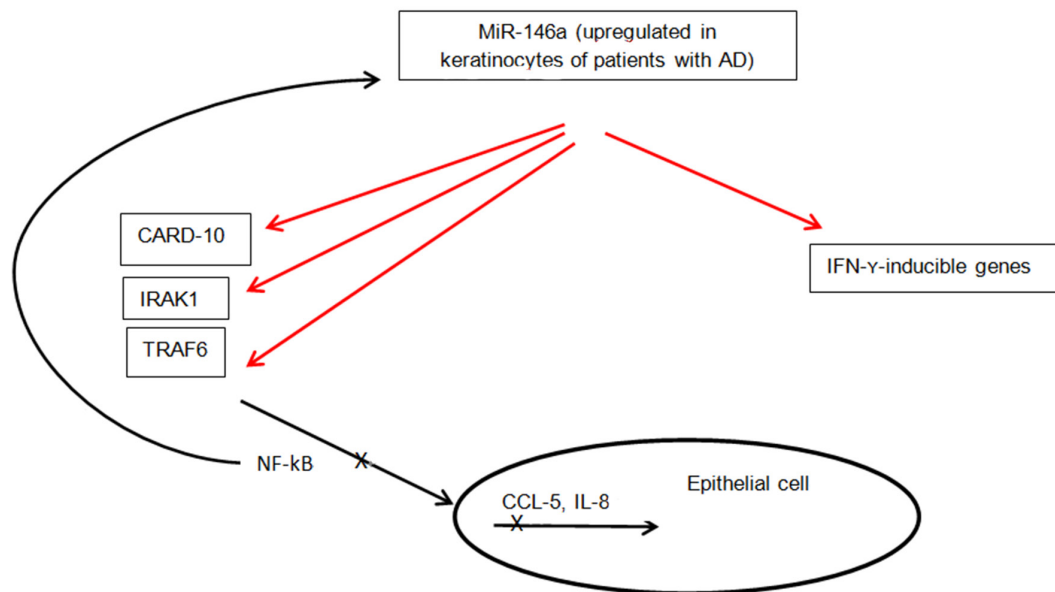 MiR-146a (upregulated in
keratinocytes of patients with AD)
CARD-10
IRAK1
TRAF6
IFN-ɤ-inducible genes
NF-kB
X
Epithelial cell
CCL-5, IL-8
X